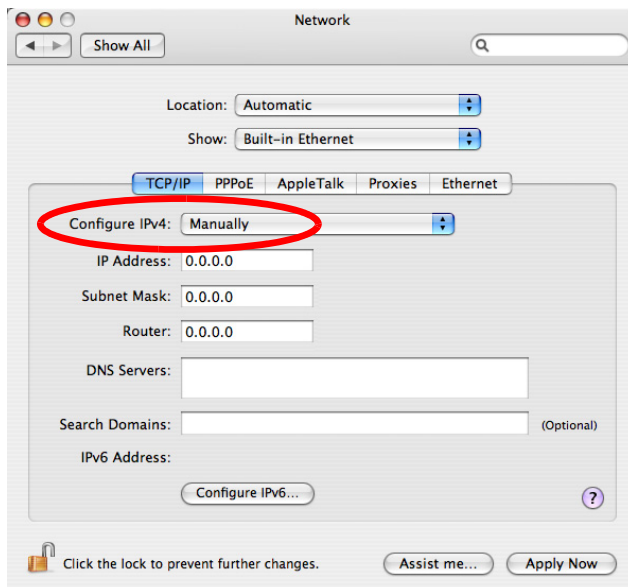 Network
Show All
Location: Automatic
Show: Built-in Ethernet
TCP/IP PPPoE AppleTalk Proxies Ethernet
Configure IPv4: Manually
IP Address: 0.0.0.0
Subnet Mask: 0.0.0.0
Router: 0.0.0.0
DNS Servers:
Search Domains: (Optional)
IPv6 Address:
Configure IPv6... ?
Click the lock to prevent further changes. Assist me... Apply Now